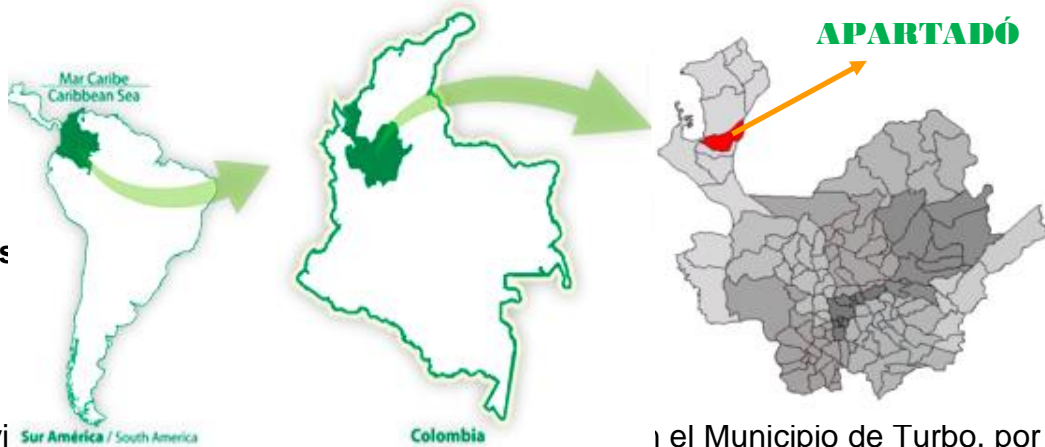 APARTADÓ
Mar Caribe
Caribbean Sea
Sur América / South America
Colombia
el Municipio de Turbo, por